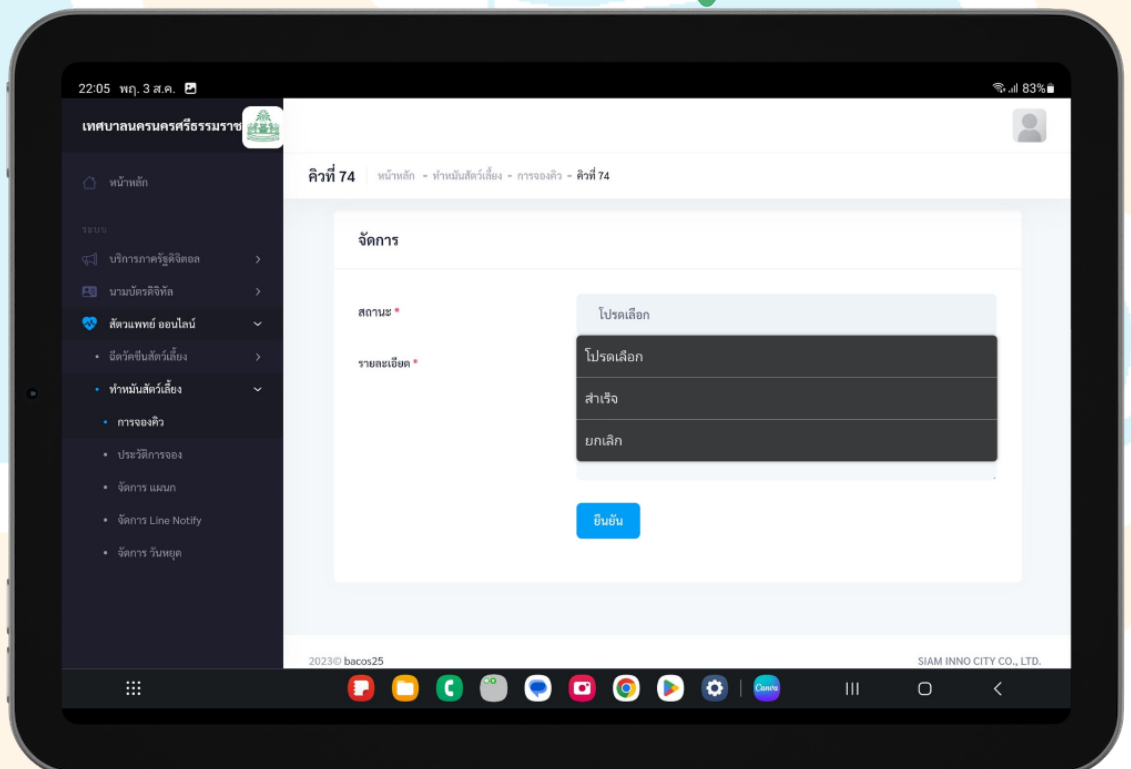 22:05 พฤ. 3 ส.ค.
83%
เทศบาลนครนครศรีธรรมราช
หน้าหลัก
ระบบ
บริการภาครัฐดิจิตอล
นามบัตรดิจิทัล
สัตวแพทย์ ออนไลน์
ฉีดวัคซีนสัตว์เลี้ยง
ทำหมันสัตว์เลี้ยง
การจองคิว
ประวัติการจอง
จัดการ แผนก
จัดการ Line Notify
จัดการ วันหยุด
คิวที่ 74
หน้าหลัก - ทำหมันสัตว์เลี้ยง - การจองคิว - คิวที่ 74
จัดการ
สถานะ *
โปรดเลือก
รายละเอียด *
โปรดเลือก
สำเร็จ
ยกเลิก
ยืนยัน
2023© bacos25
SIAM INNO CITY CO., LTD.
Canva